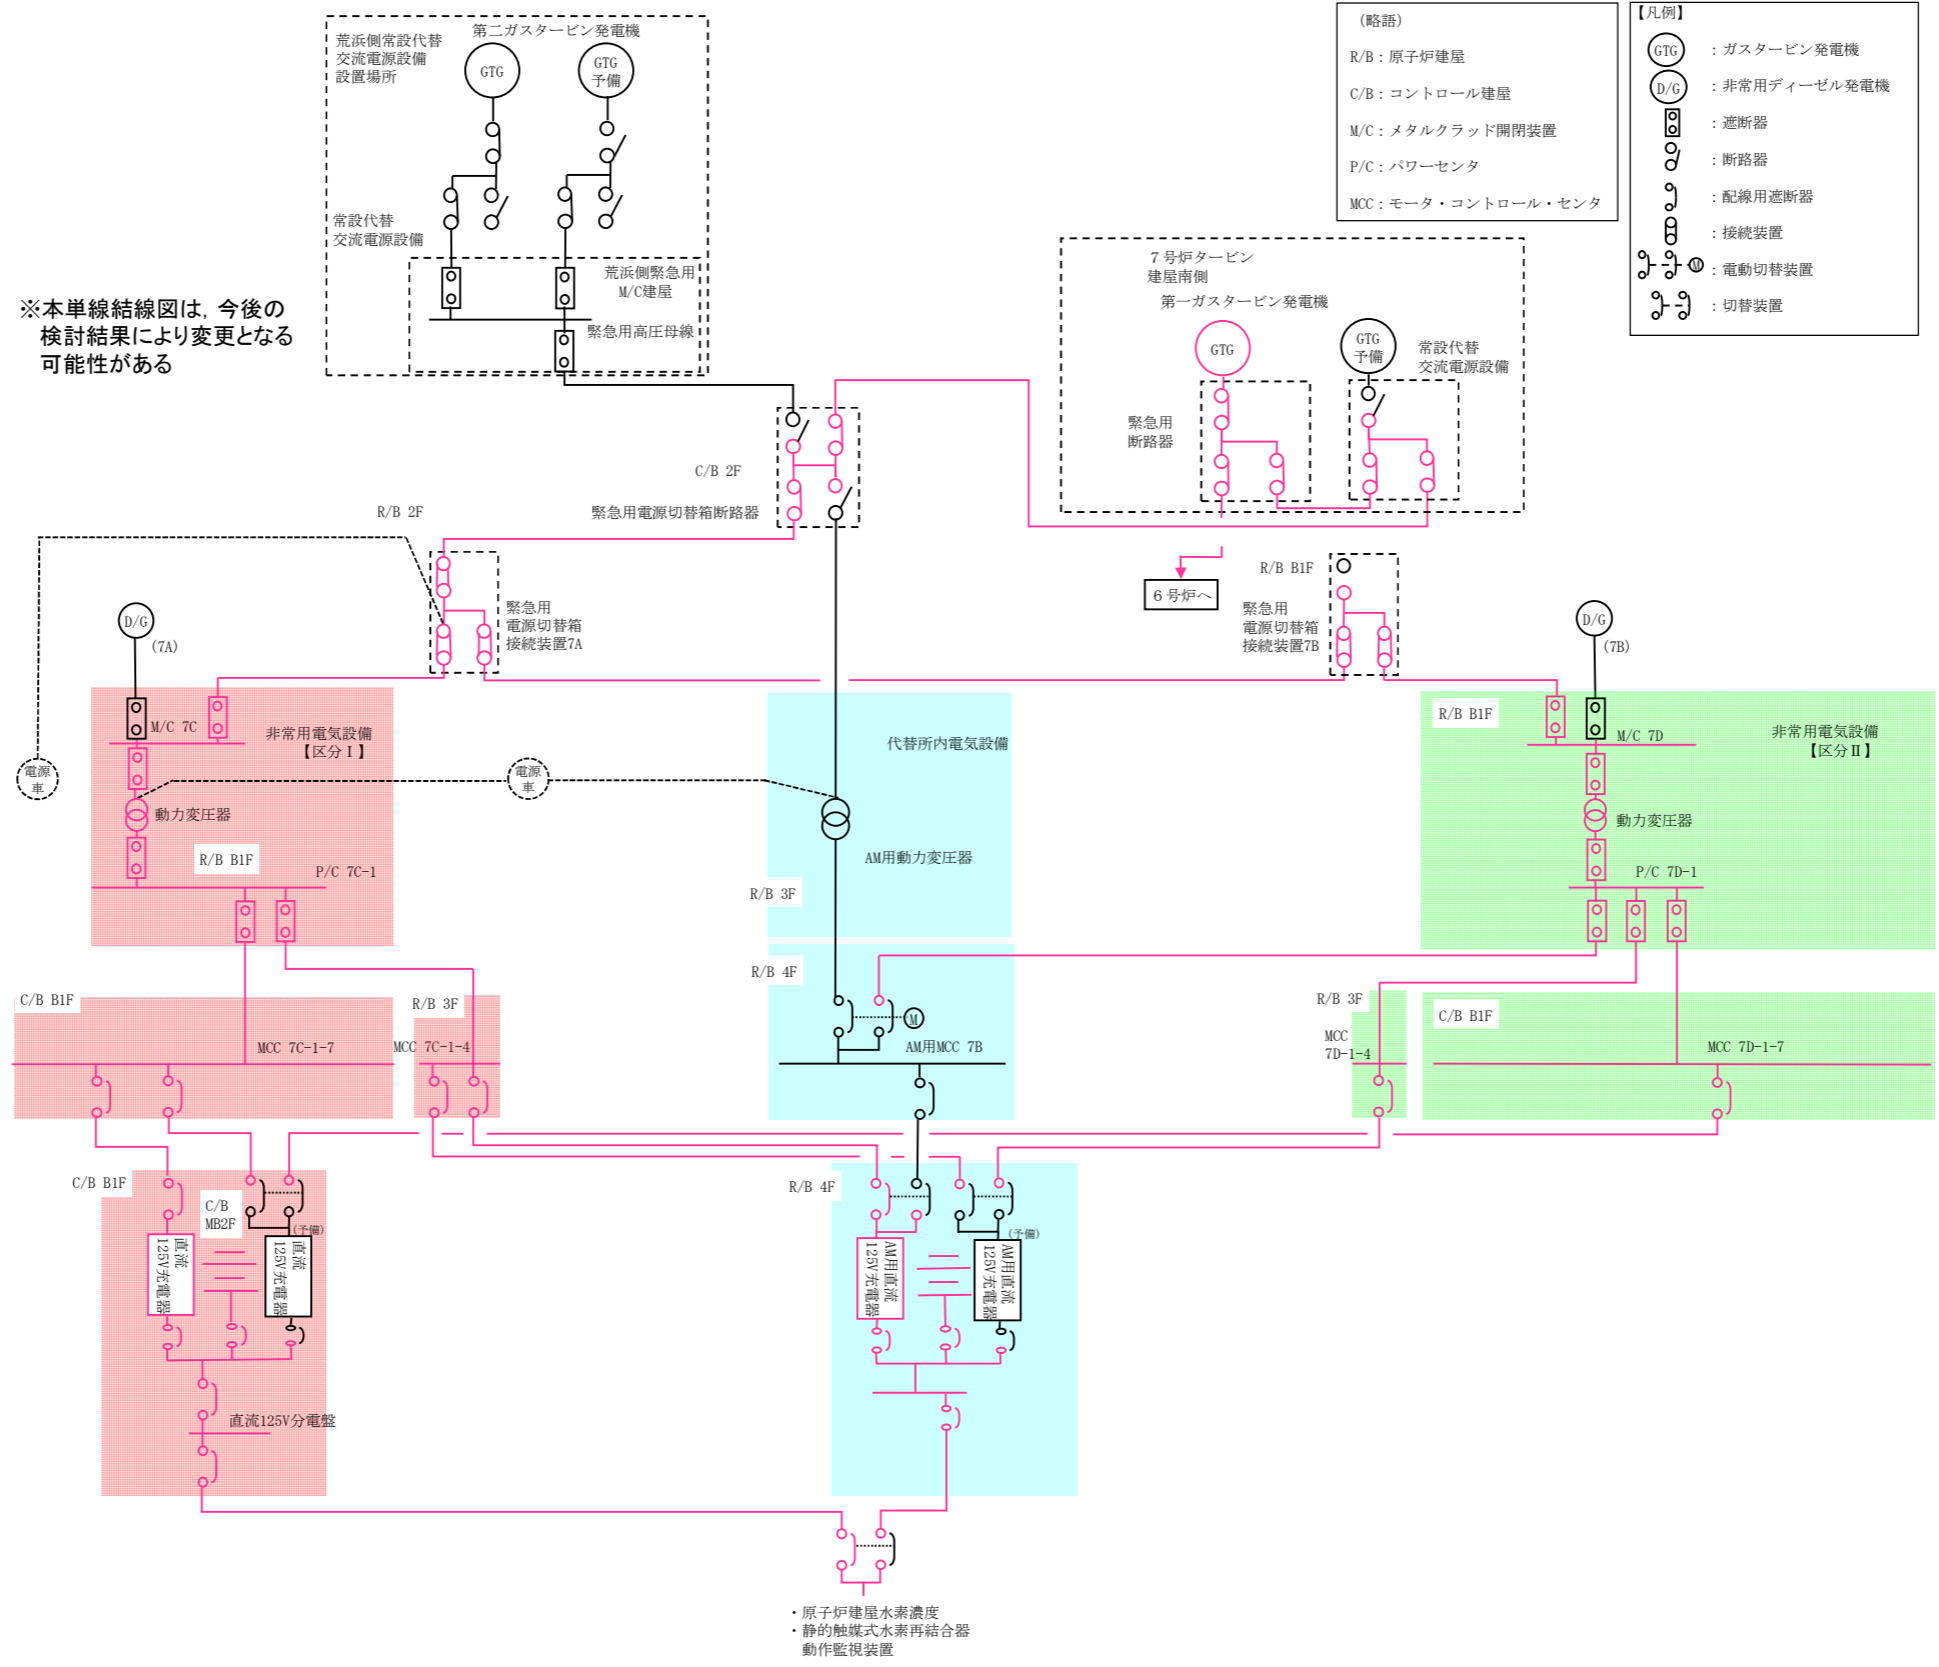 荒浜側常設代替
交流電源設備
設置場所
第二ガスタービン発電機
GTG
GTG
予備
常設代替
交流電源設備
荒浜側緊急用
M/C建屋
緊急用高圧母線
※本単線結線図は，今後の
検討結果により変更となる
可能性がある
（略語）
R/B：原子炉建屋
C/B：コントロール建屋
M/C：メタルクラッド開閉装置
P/C：パワーセンタ
MCC：モータ・コントロール・センタ
【凡例】
GTG ：ガスタービン発電機
D/G ：非常用ディーゼル発電機
：遮断器
：断路器
：配線用遮断器
：接続装置
M ：電動切替装置
：切替装置
７号炉タービン
建屋南側
第一ガスタービン発電機
GTG
GTG
予備
常設代替
交流電源設備
緊急用
断路器
C/B 2F
緊急用電源切替箱断路器
R/B 2F
緊急用
電源切替箱
接続装置7A
６号炉へ
R/B B1F
緊急用
電源切替箱
接続装置7B
D/G
(7A)
D/G
(7B)
M/C 7C
非常用電気設備
【区分Ⅰ】
電源
車
電源
車
動力変圧器
R/B B1F
P/C 7C-1
代替所内電気設備
AM用動力変圧器
R/B 3F
R/B B1F
M/C 7D
非常用電気設備
【区分Ⅱ】
動力変圧器
P/C 7D-1
C/B B1F
MCC 7C-1-7
R/B 3F
MCC 7C-1-4
R/B 4F
M
AM用MCC 7B
R/B 3F
MCC
7D-1-4
C/B B1F
MCC 7D-1-7
C/B B1F
C/B
MB2F
(予備)
直流
125V充電器
直流
125V充電器
直流125V分電盤
R/B 4F
(予備)
AM用直流
125V充電器
AM用直流
125V充電器
・原子炉建屋水素濃度
・静的触媒式水素再結合器
動作監視装置